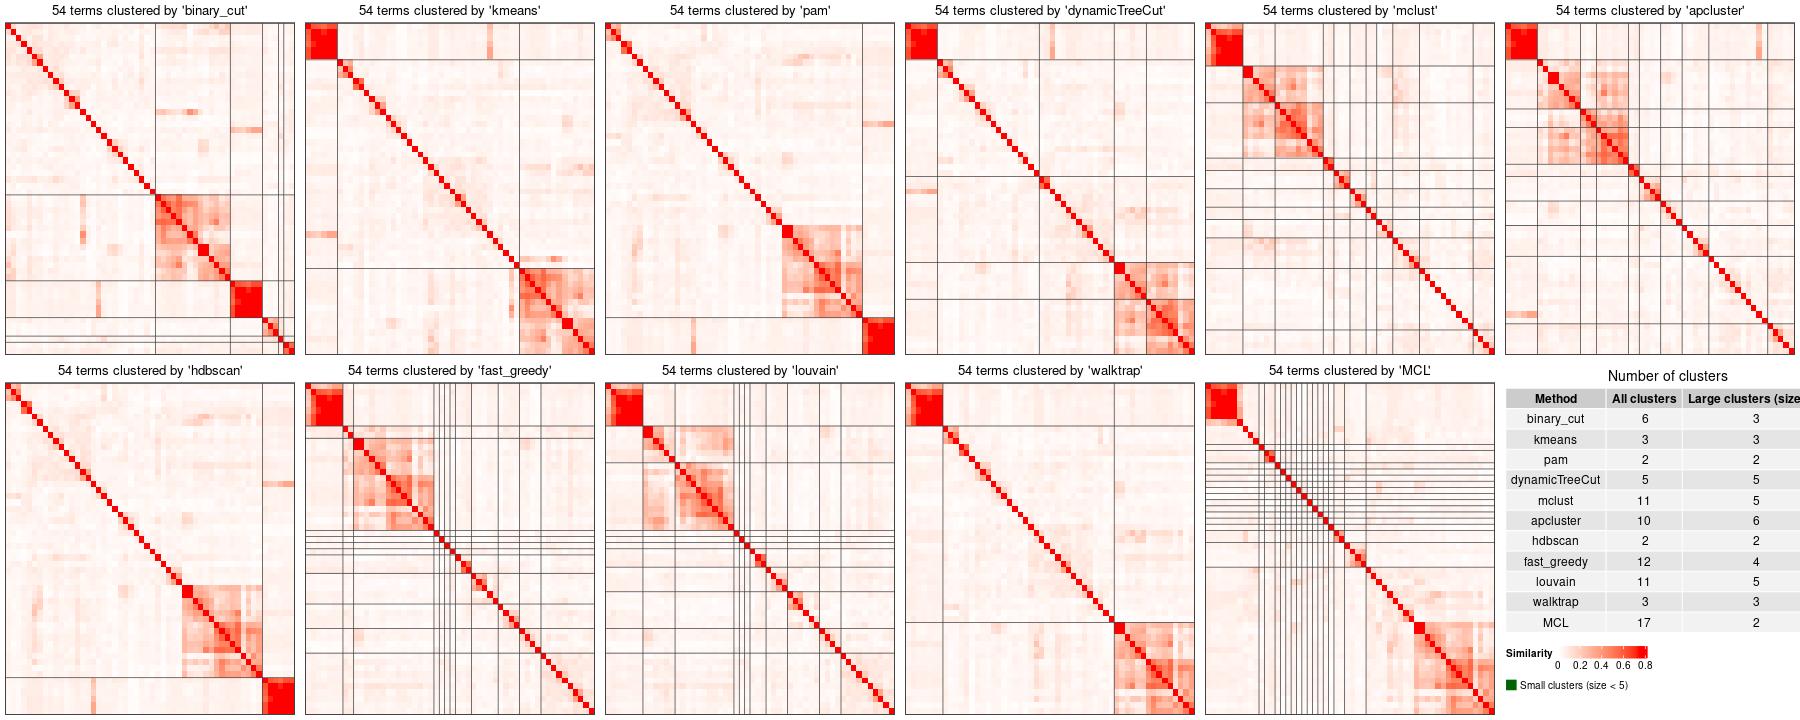 54 terms clustered by 'binary_cut'
54 terms clustered by 'kmeans'
54 terms clustered by 'pam'
54 terms clustered by 'dynamicTreeCut'
54 terms clustered by 'mclust'
54 terms clustered by 'apcluster'
54 terms clustered by 'hdbscan'
54 terms clustered by 'fast_greedy'
54 terms clustered by 'louvain'
54 terms clustered by 'walktrap'
54 terms clustered by 'MCL'
Number of clusters
Method All clusters Large clusters (size
binary_cut 6 3
kmeans 3 3
pam 2 2
dynamicTreeCut 5 5
mclust 11 5
apcluster 10 6
hdbscan 2 2
fast_greedy 12 4
louvain 11 5
walktrap 3 3
MCL 17 2
Similarity
0 0.2 0.4 0.6 0.8
Small clusters (size < 5)